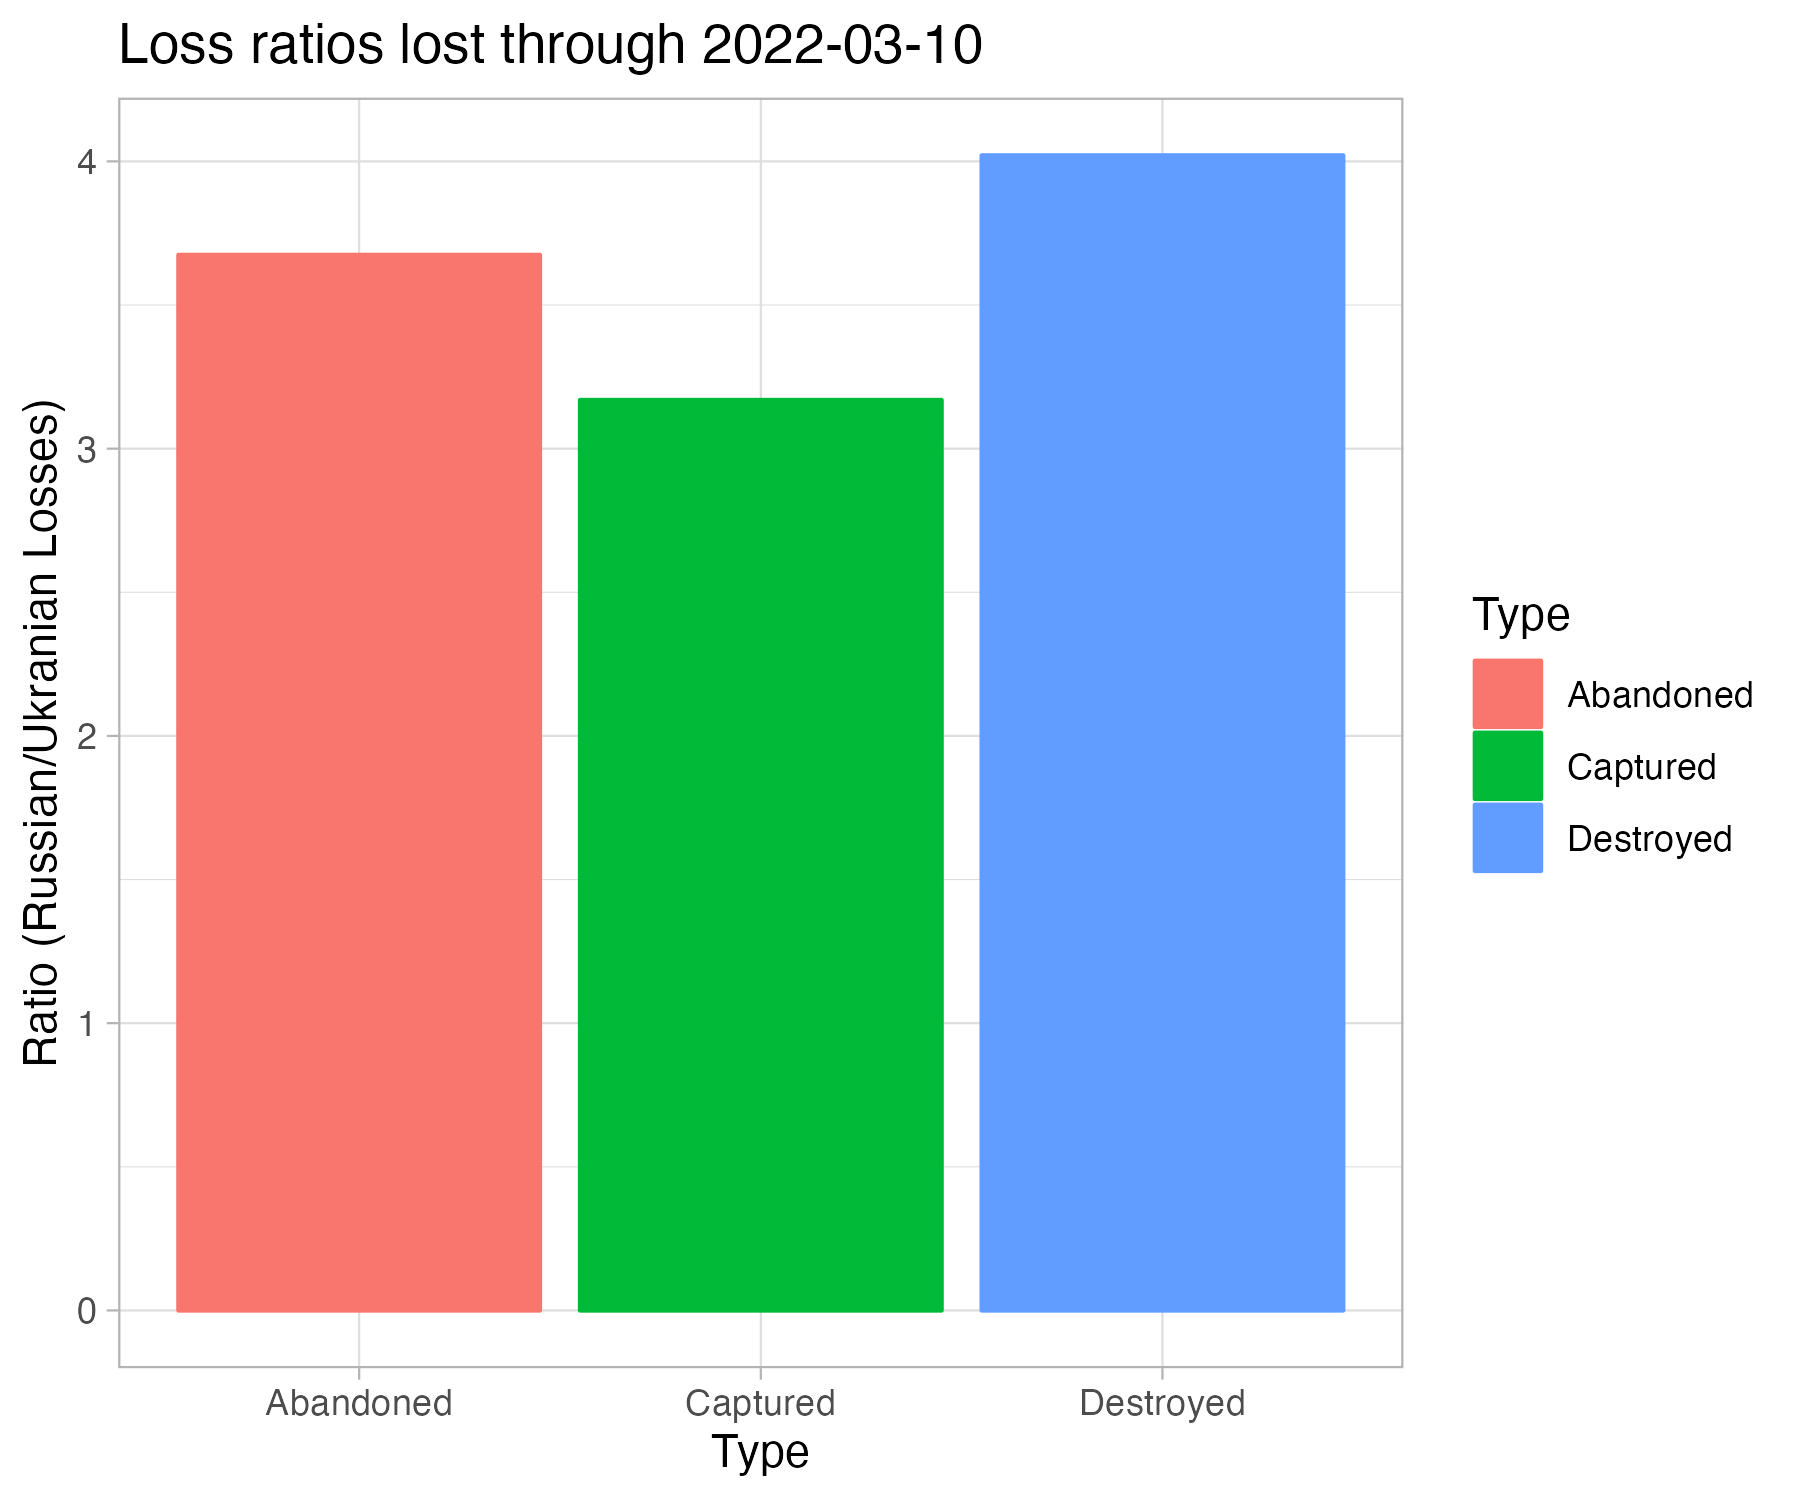 Loss ratios lost through 2022-03-10
Ratio (Russian/Ukranian Losses)
4
3
2
1
0
Abandoned
Captured
Destroyed
Type
Type
Abandoned
Captured
Destroyed